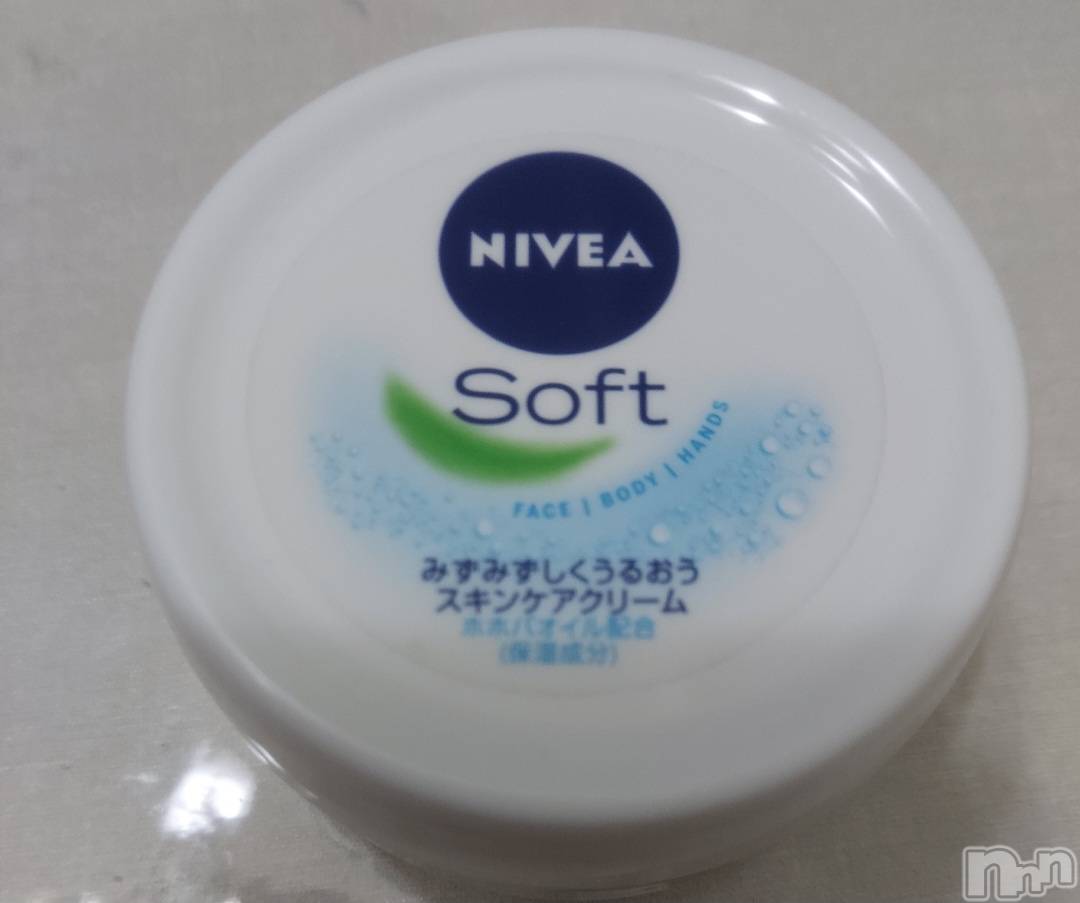 NIVEA
Soft
FACE | BODY | HANDS
みずみずしくうるおう
スキンケアクリーム
ホホバオイル配合
(保湿成分)
nnn